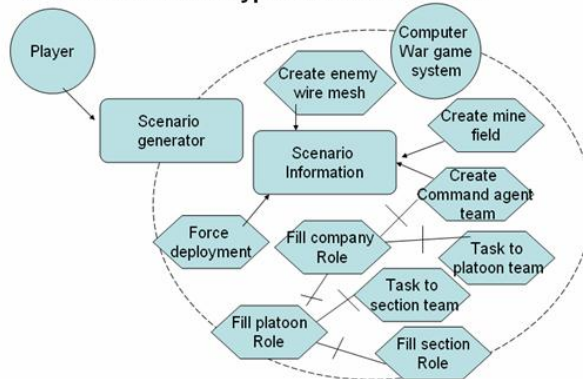 Player
Computer
War game
system
Create enemy
wire mesh
Create mine
field
Scenario
generator
Scenario
Information
Create
Command agent
team
Force
deployment
Fill company
Role
Task to
platoon team
Task to
section team
Fill platoon
Role
Fill section
Role